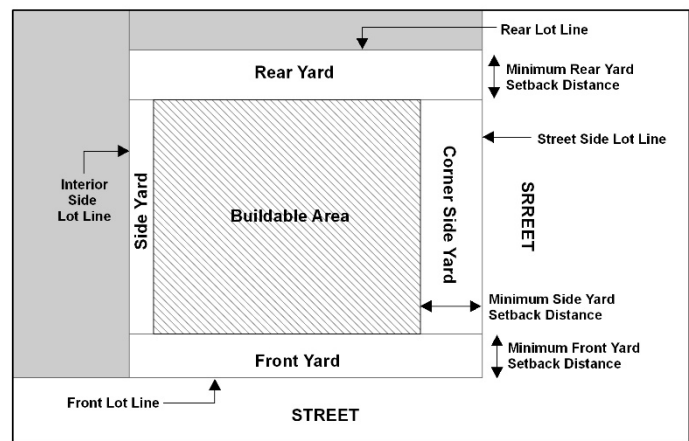 Rear Lot Line
Rear Yard
Minimum Rear Yard
Setback Distance
Street Side Lot Line
Interior
Side
Lot Line
Side Yard
Buildable Area
Corner Side Yard
SRREET
Minimum Side Yard
Setback Distance
Front Yard
Minimum Front Yard
Setback Distance
Front Lot Line
STREET